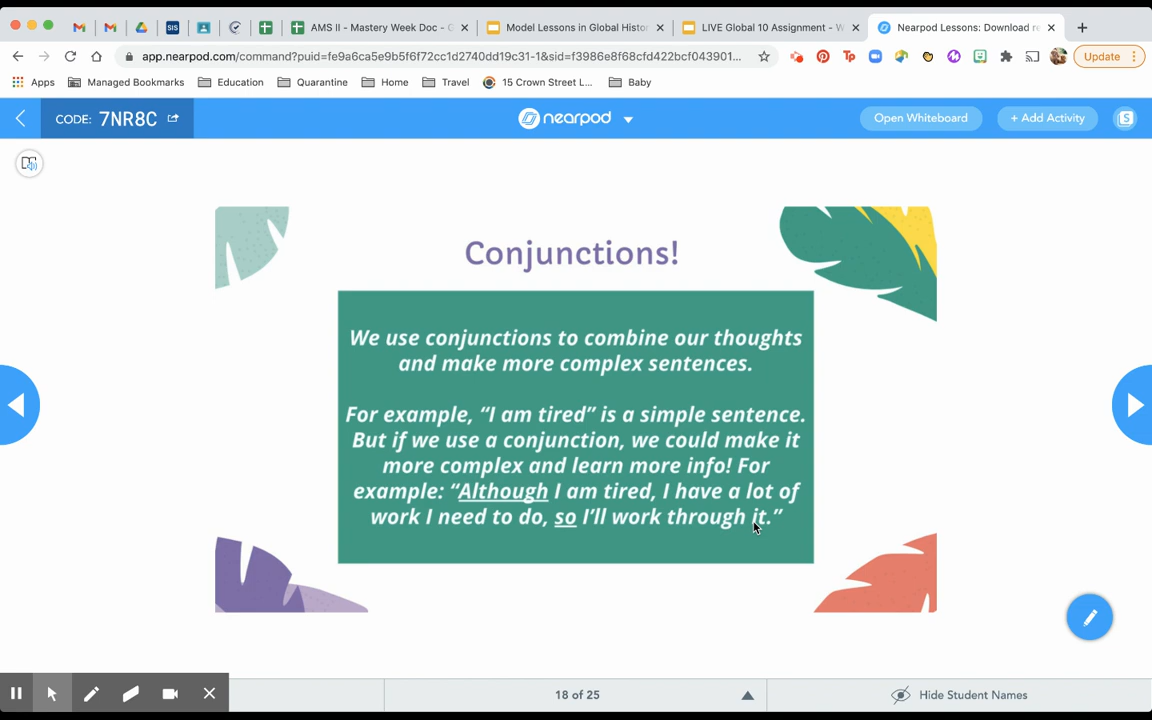 AMS II - Mastery Week Doc - G
Model Lessons in Global Histor
LIVE Global 10 Assignment - W
Nearpod Lessons: Download re
app.nearpod.com/command?puid=fe9a6ca5e9b5f6f72cc1d2740dd19c31-1&sid=f3986e8f68cfd422bcf043901...
Update
Apps
Managed Bookmarks
Education
Quarantine
Home
Travel
15 Crown Street L...
Baby
CODE: 7NR8C
nearpod
Open Whiteboard
+ Add Activity
S
Conjunctions!
We use conjunctions to combine our thoughts
and make more complex sentences.
For example, “I am tired” is a simple sentence.
But if we use a conjunction, we could make it
more complex and learn more info! For
example: “Although I am tired, I have a lot of
work I need to do, so I’ll work through it.”
18 of 25
Hide Student Names